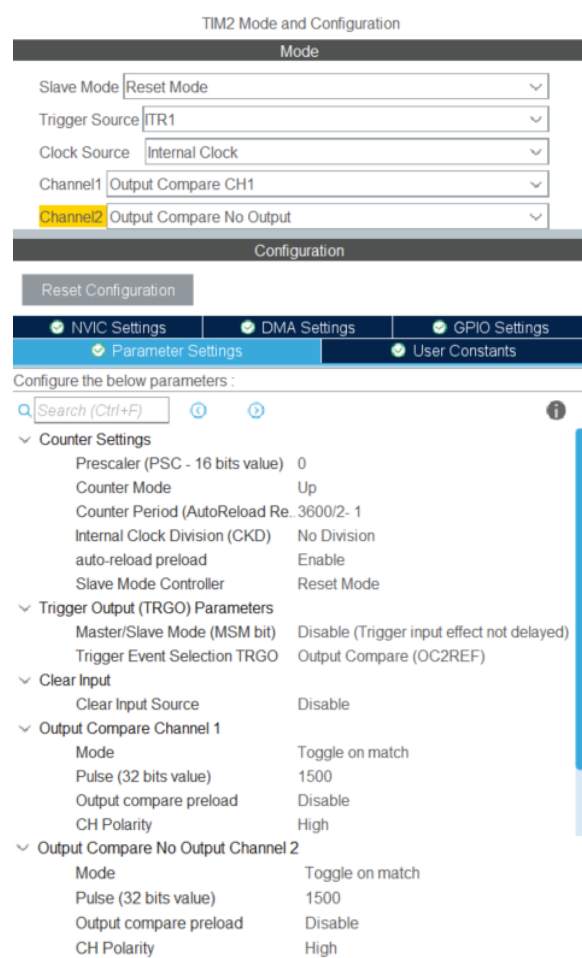 TIM2 Mode and Configuration
Mode
Slave Mode Reset Mode
Trigger Source ITR1
Clock Source Internal Clock
Channel1 Output Compare CH1
Channel2 Output Compare No Output
Configuration
Reset Configuration
NVIC Settings DMA Settings GPIO Settings
Parameter Settings User Constants
Configure the below parameters :
Search (Ctrl+F)
Counter Settings
Prescaler (PSC - 16 bits value) 0
Counter Mode Up
Counter Period (AutoReload Re.. 3600/2- 1
Internal Clock Division (CKD) No Division
auto-reload preload Enable
Slave Mode Controller Reset Mode
Trigger Output (TRGO) Parameters
Master/Slave Mode (MSM bit) Disable (Trigger input effect not delayed)
Trigger Event Selection TRGO Output Compare (OC2REF)
Clear Input
Clear Input Source Disable
Output Compare Channel 1
Mode Toggle on match
Pulse (32 bits value) 1500
Output compare preload Disable
CH Polarity High
Output Compare No Output Channel 2
Mode Toggle on match
Pulse (32 bits value) 1500
Output compare preload Disable
CH Polarity High